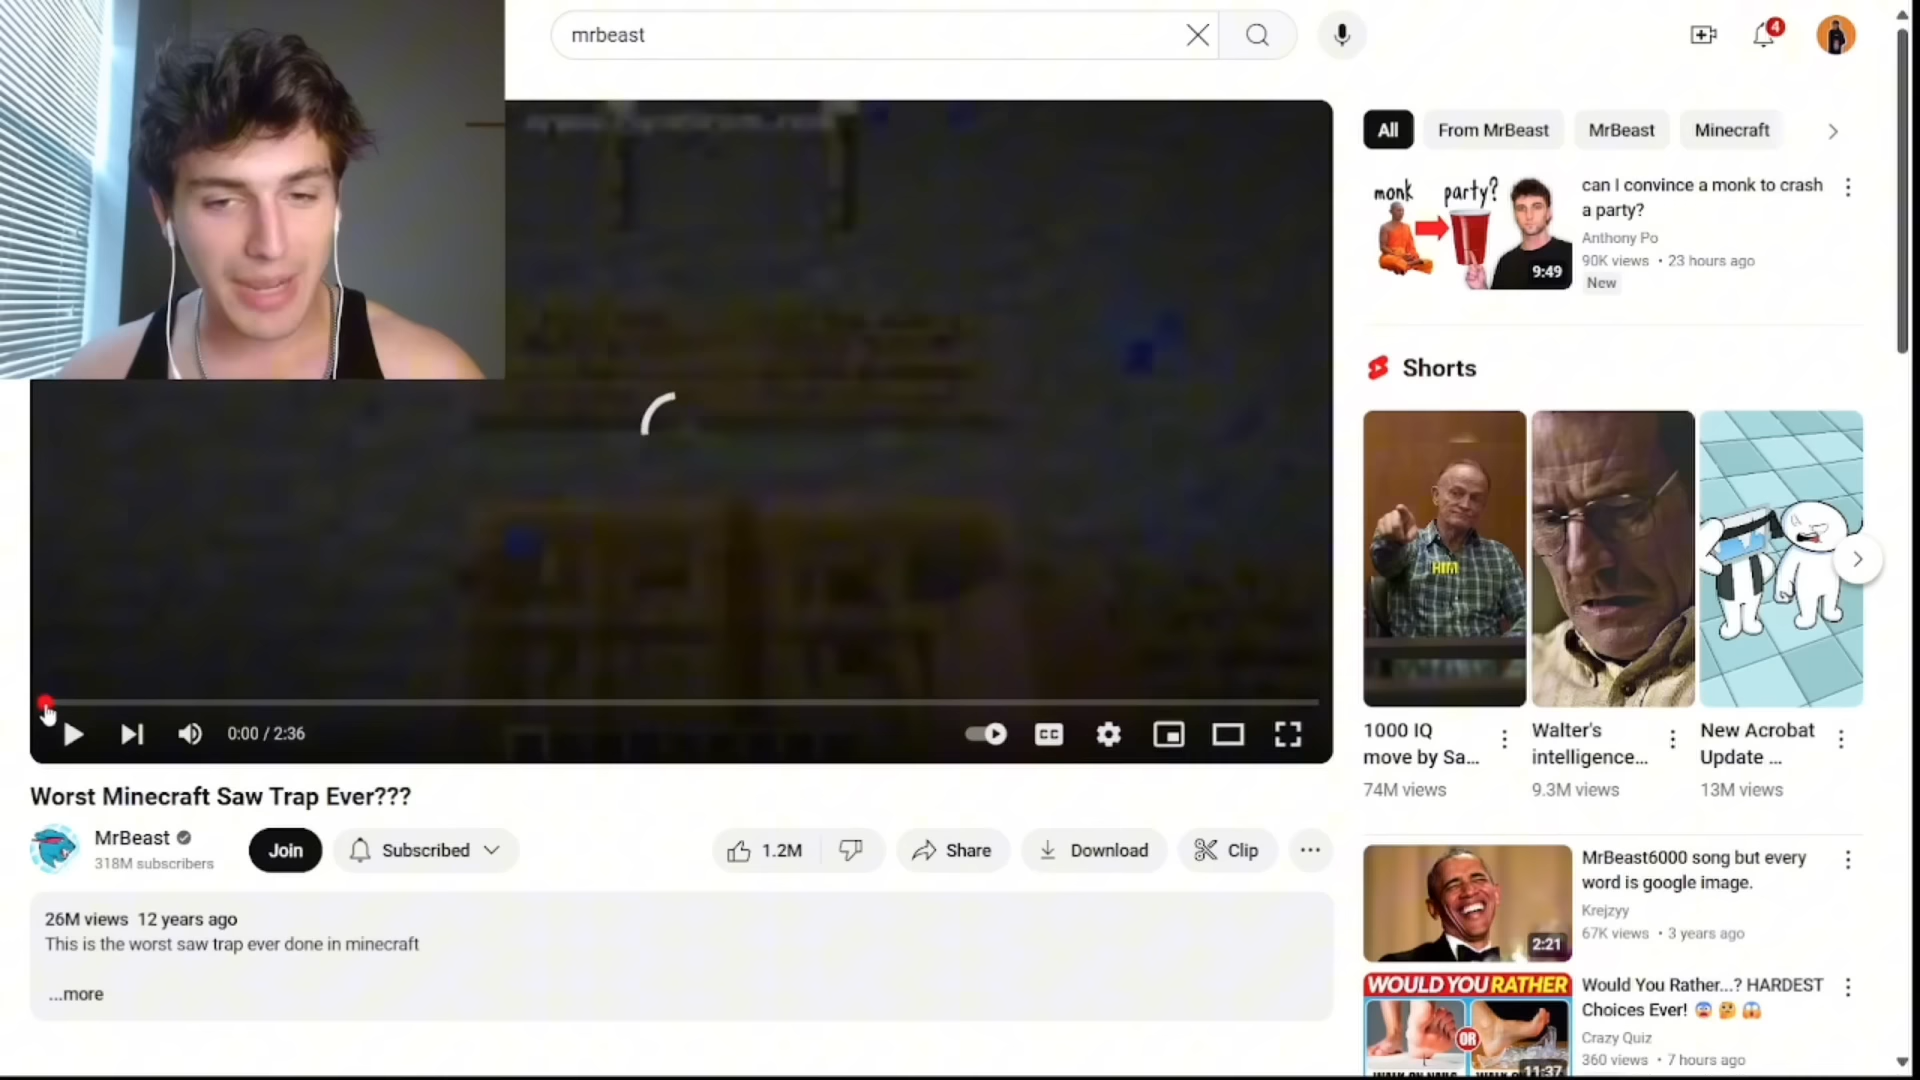 mrbeast
4
0:00 / 2:36
CC
Worst Minecraft Saw Trap Ever???
MrBeast
318M subscribers
Join
Subscribed
1.2M
Share
Download
Clip
26M views 12 years ago
This is the worst saw trap ever done in minecraft
...more
All
From MrBeast
MrBeast
Minecraft
monk
party?
9:49
can I convince a monk to crash
a party?
Anthony Po
90K views • 23 hours ago
New
Shorts
HIM
1000 IQ
move by Sa...
74M views
Walter's
intelligence...
9.3M views
New Acrobat
Update ...
13M views
2:21
MrBeast6000 song but every
word is google image.
Krejzyy
67K views • 3 years ago
WOULD YOU RATHER
OR
11:37
Would You Rather...? HARDEST
Choices Ever! 😨 🤔 😱
Crazy Quiz
360 views • 7 hours ago